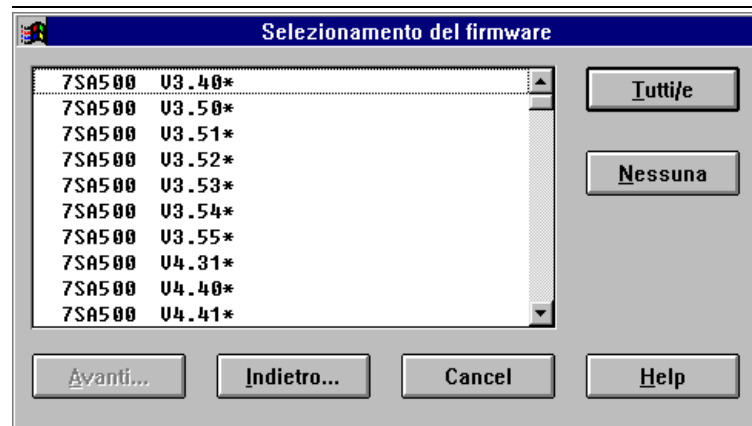 Selezionamento del firmware
7SA500 V3.40*
7SA500 V3.50*
7SA500 V3.51*
7SA500 V3.52*
7SA500 V3.53*
7SA500 V3.54*
7SA500 V3.55*
7SA500 V4.31*
7SA500 V4.40*
7SA500 V4.41*
Tutti/e
Nessuna
Avanti...
Indietro...
Cancel
Help